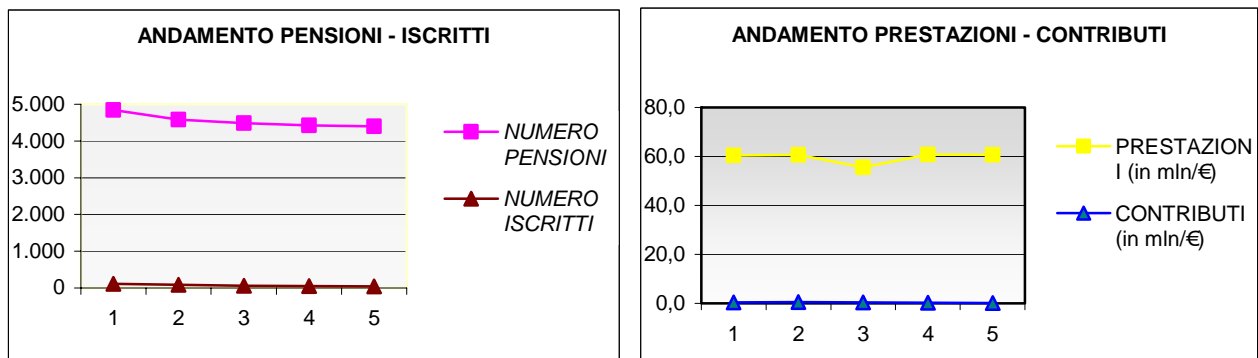 ANDAMENTO PENSIONI - ISCRITTI
5.000
4.000
3.000
2.000
1.000
0
1 2 3 4 5
NUMERO
PENSIONI
NUMERO
ISCRITTI
ANDAMENTO PRESTAZIONI - CONTRIBUTI
80,0
60,0
40,0
20,0
0,0
1 2 3 4 5
PRESTAZION
I (in mln/€)
CONTRIBUTI
(in mln/€)